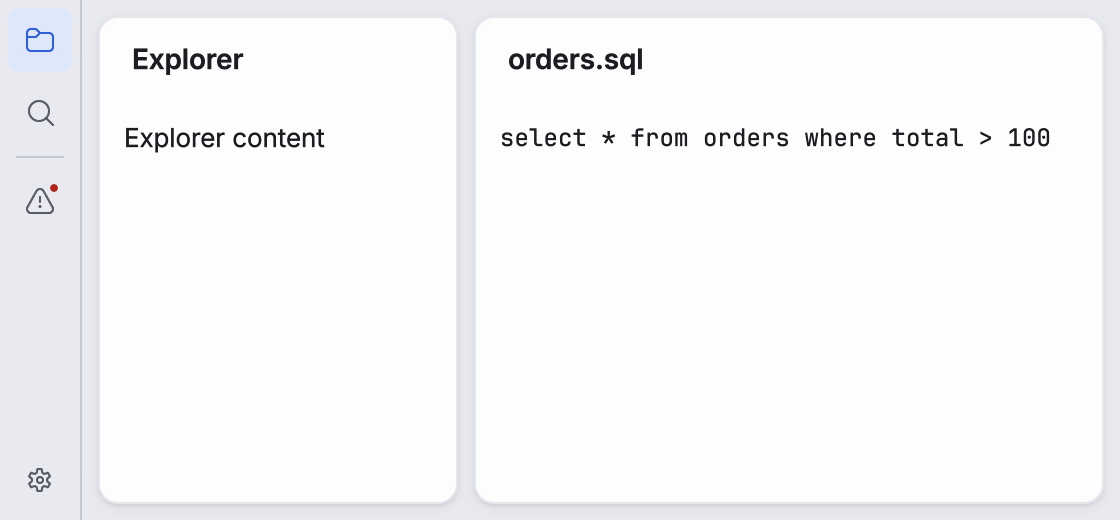 Explorer
Explorer content
orders.sql
select * from orders where total > 100